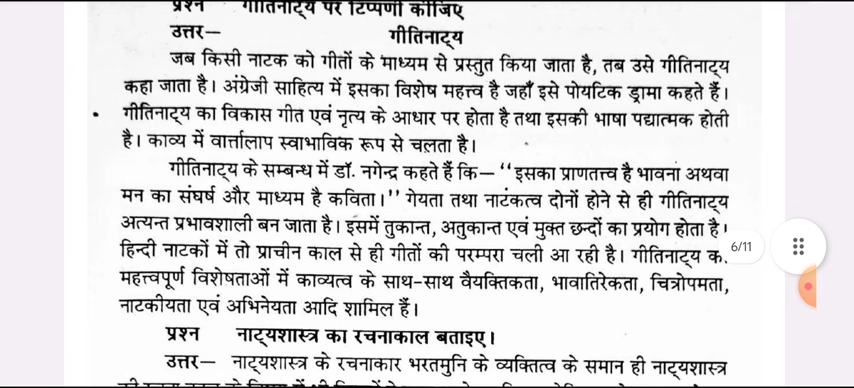 प्रश्न गीतिनाट्य पर टिप्पणी कीजिए
उत्तर— गीतिनाट्य
जब किसी नाटक को गीतों के माध्यम से प्रस्तुत किया जाता है, तब उसे गीतिनाट्य
कहा जाता है। अंग्रेजी साहित्य में इसका विशेष महत्त्व है जहाँ इसे पोयटिक ड्रामा कहते हैं।
गीतिनाट्य का विकास गीत एवं नृत्य के आधार पर होता है तथा इसकी भाषा पद्यात्मक होती
है। काव्य में वार्त्तालाप स्वाभाविक रूप से चलता है।
गीतिनाट्य के सम्बन्ध में डॉ. नगेन्द्र कहते हैं कि— ‘‘इसका प्राणतत्त्व है भावना अथवा
मन का संघर्ष और माध्यम है कविता।’’ गेयता तथा नाटकत्व दोनों होने से ही गीतिनाट्य
अत्यन्त प्रभावशाली बन जाता है। इसमें तुकान्त, अतुकान्त एवं मुक्त छन्दों का प्रयोग होता है।
हिन्दी नाटकों में तो प्राचीन काल से ही गीतों की परम्परा चली आ रही है। गीतिनाट्य
महत्त्वपूर्ण विशेषताओं में काव्यत्व के साथ-साथ वैयक्तिकता, भावातिरेकता, चित्रोपमता,
नाटकीयता एवं अभिनेयता आदि शामिल हैं।
प्रश्न नाट्यशास्त्र का रचनाकाल बताइए।
उत्तर— नाट्यशास्त्र के रचनाकार भरतमुनि के व्यक्तित्व के समान ही नाट्यशास्त्र
6/11